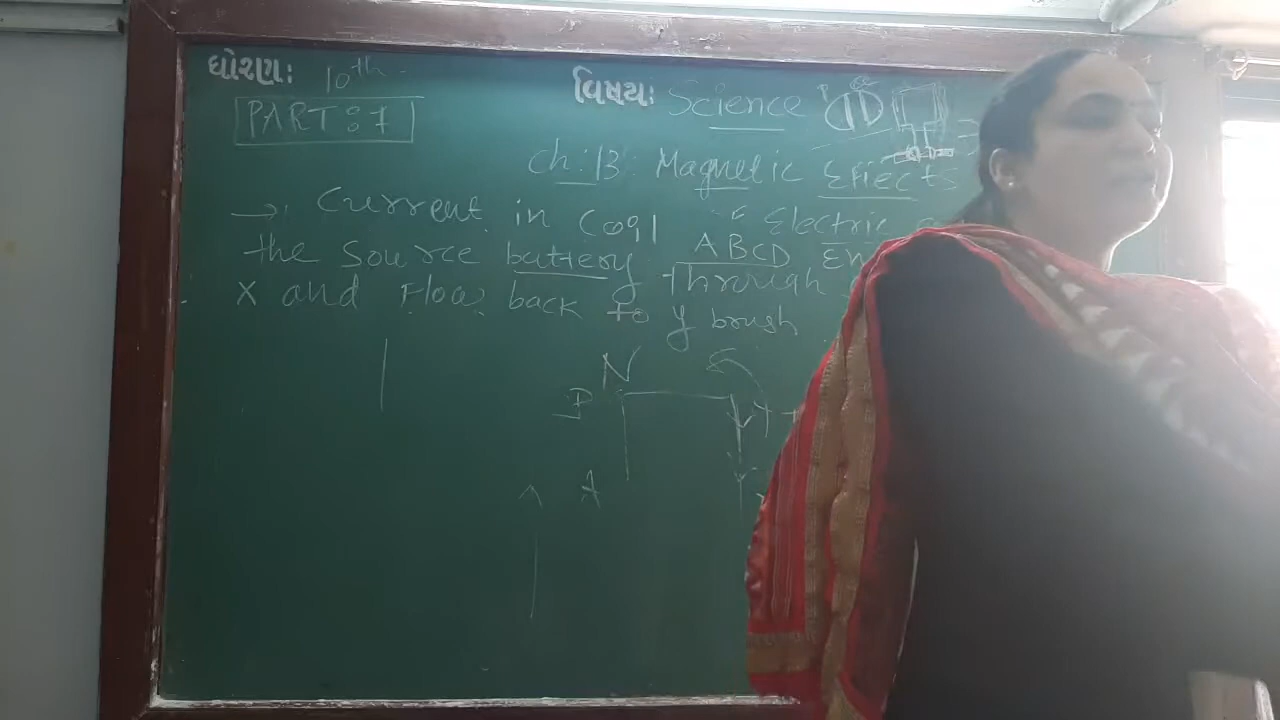 ધોરણ: 10th
વિષય: Science
PART: 7
Ch: 13: Magnetic Effects
→ Current in Coql " Electric
the Source battery ABCD En
X and Flow back to y brush Through
N
P
A